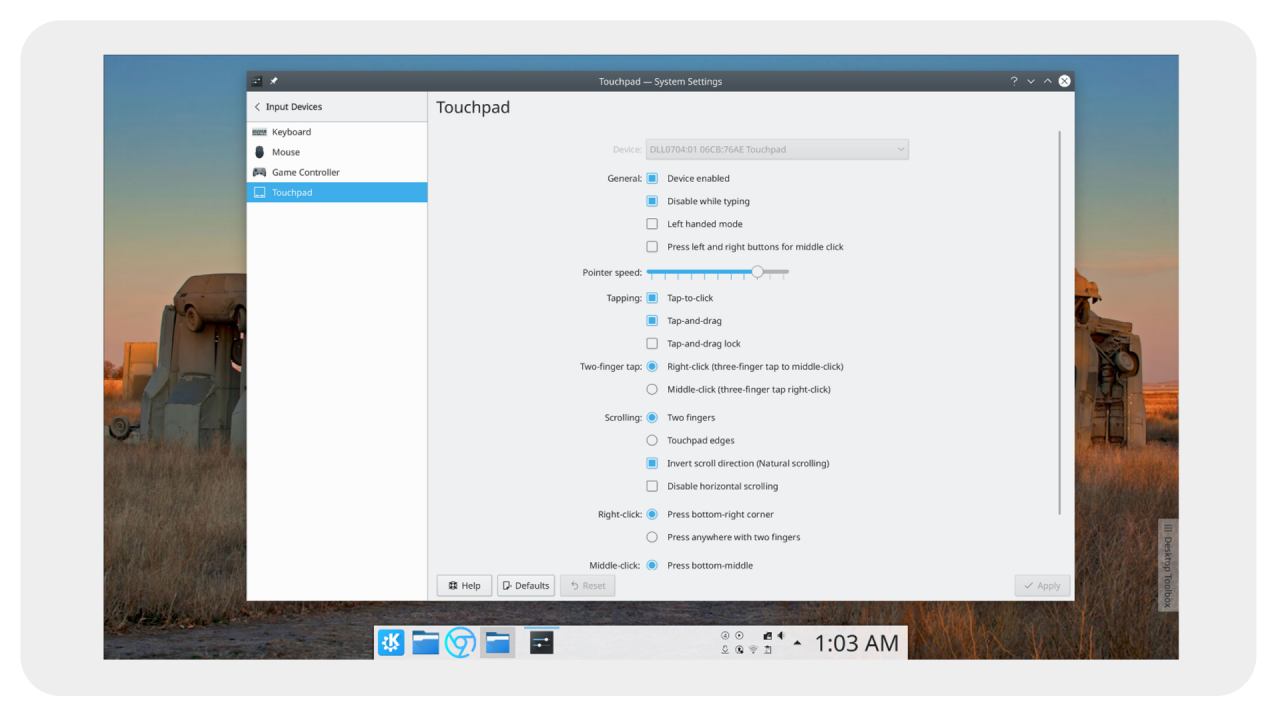 Touchpad — System Settings
Input Devices
Touchpad
Keyboard
Mouse
Game Controller
Touchpad
Device: DLL0704:01 06CB:76AE Touchpad
General: Device enabled
Disable while typing
Left handed mode
Press left and right buttons for middle click
Pointer speed:
Tapping: Tap-to-click
Tap-and-drag
Tap-and-drag lock
Two-finger tap: Right-click (three-finger tap to middle-click)
Middle-click (three-finger tap right-click)
Scrolling: Two fingers
Touchpad edges
Invert scroll direction (Natural scrolling)
Disable horizontal scrolling
Right-click: Press bottom-right corner
Press anywhere with two fingers
Middle-click: Press bottom-middle
Help Defaults Reset Apply
Desktop Toolbox
1:03 AM